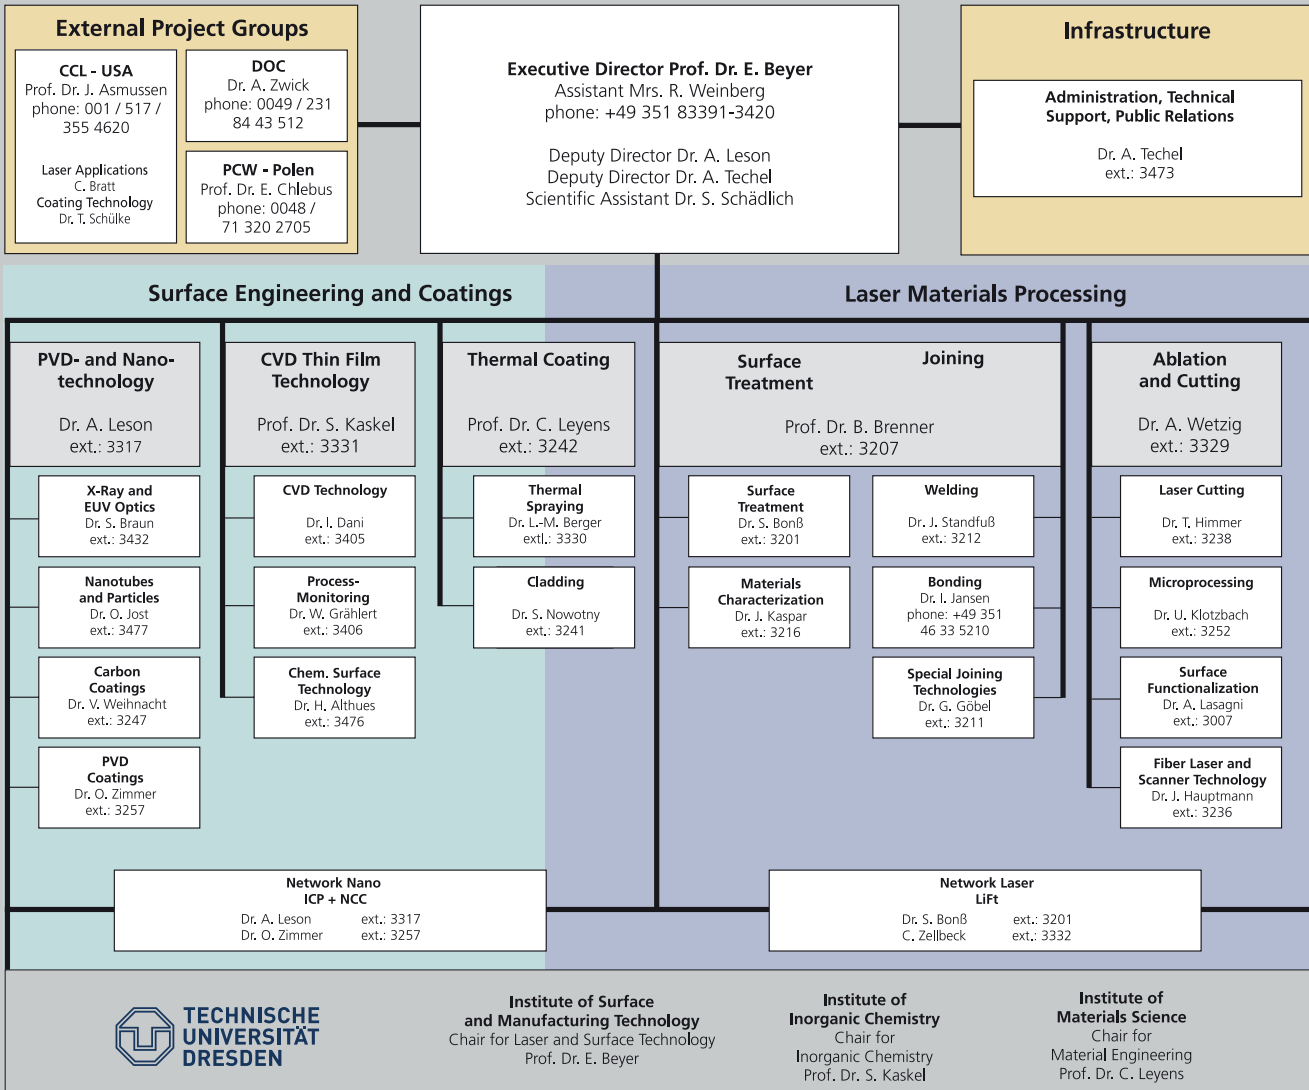 External Project Groups
CCL - USA
Prof. Dr. J. Asmussen
phone: 001 / 517 /
355 4620
Laser Applications
C. Bratt
Coating Technology
Dr. T. Schülke
DOC
Dr. A. Zwick
phone: 0049 / 231
84 43 512
PCW - Polen
Prof. Dr. E. Chlebus
phone: 0048 /
71 320 2705
Executive Director Prof. Dr. E. Beyer
Assistant Mrs. R. Weinberg
phone: +49 351 83391-3420
Deputy Director Dr. A. Leson
Deputy Director Dr. A. Techel
Scientific Assistant Dr. S. Schädlich
Infrastructure
Administration, Technical
Support, Public Relations
Dr. A. Techel
ext.: 3473
Surface Engineering and Coatings
Laser Materials Processing
PVD- and Nano-
technology
Dr. A. Leson
ext.: 3317
X-Ray and
EUV Optics
Dr. S. Braun
ext.: 3432
Nanotubes
and Particles
Dr. O. Jost
ext.: 3477
Carbon
Coatings
Dr. V. Weihnacht
ext.: 3247
PVD
Coatings
Dr. O. Zimmer
ext.: 3257
CVD Thin Film
Technology
Prof. Dr. S. Kaskel
ext.: 3331
CVD Technology
Dr. I. Dani
ext.: 3405
Process-
Monitoring
Dr. W. Grählert
ext.: 3406
Chem. Surface
Technology
Dr. H. Althues
ext.: 3476
Thermal Coating
Prof. Dr. C. Leyens
ext.: 3242
Thermal
Spraying
Dr. L.-M. Berger
extl.: 3330
Cladding
Dr. S. Nowotny
ext.: 3241
Surface
Treatment
Joining
Prof. Dr. B. Brenner
ext.: 3207
Surface
Treatment
Dr. S. Bonß
ext.: 3201
Materials
Characterization
Dr. J. Kaspar
ext.: 3216
Welding
Dr. J. Standfuß
ext.: 3212
Bonding
Dr. I. Jansen
phone: +49 351
46 33 5210
Special Joining
Technologies
Dr. G. Göbel
ext.: 3211
Ablation
and Cutting
Dr. A. Wetzig
ext.: 3329
Laser Cutting
Dr. T. Himmer
ext.: 3238
Microprocessing
Dr. U. Klotzbach
ext.: 3252
Surface
Functionalization
Dr. A. Lasagni
ext.: 3007
Fiber Laser and
Scanner Technology
Dr. J. Hauptmann
ext.: 3236
Network Nano
ICP + NCC
Dr. A. Leson ext.: 3317
Dr. O. Zimmer ext.: 3257
Network Laser
LiFt
Dr. S. Bonß ext.: 3201
C. Zellbeck ext.: 3332
TECHNISCHE
UNIVERSITÄT
DRESDEN
Institute of Surface
and Manufacturing Technology
Chair for Laser and Surface Technology
Prof. Dr. E. Beyer
Institute of
Inorganic Chemistry
Chair for
Inorganic Chemistry
Prof. Dr. S. Kaskel
Institute of
Materials Science
Chair for
Material Engineering
Prof. Dr. C. Leyens